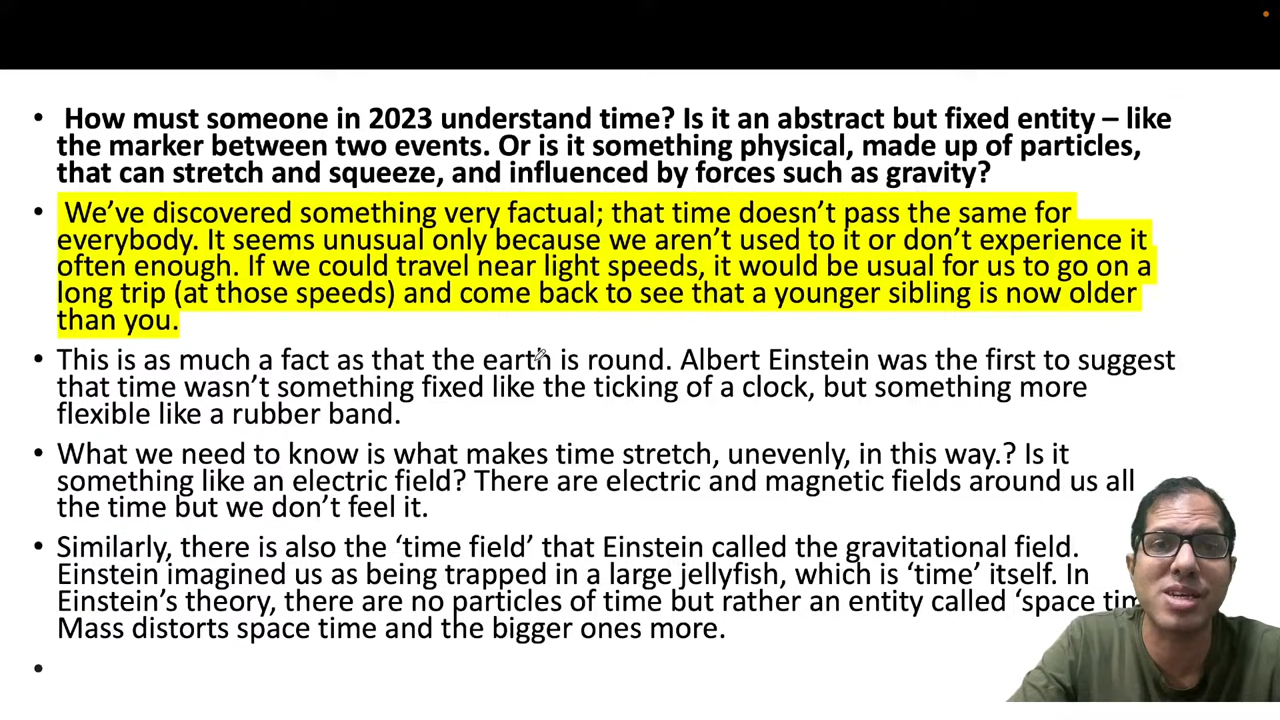 • How must someone in 2023 understand time? Is it an abstract but fixed entity – like
the marker between two events. Or is it something physical, made up of particles,
that can stretch and squeeze, and influenced by forces such as gravity?
• We’ve discovered something very factual; that time doesn’t pass the same for
everybody. It seems unusual only because we aren’t used to it or don’t experience it
often enough. If we could travel near light speeds, it would be usual for us to go on a
long trip (at those speeds) and come back to see that a younger sibling is now older
than you.
• This is as much a fact as that the earth is round. Albert Einstein was the first to suggest
that time wasn’t something fixed like the ticking of a clock, but something more
flexible like a rubber band.
• What we need to know is what makes time stretch, unevenly, in this way.? Is it
something like an electric field? There are electric and magnetic fields around us all
the time but we don’t feel it.
• Similarly, there is also the ‘time field’ that Einstein called the gravitational field.
Einstein imagined us as being trapped in a large jellyfish, which is ‘time’ itself. In
Einstein’s theory, there are no particles of time but rather an entity called ‘space
Mass distorts space time and the bigger ones more.
•